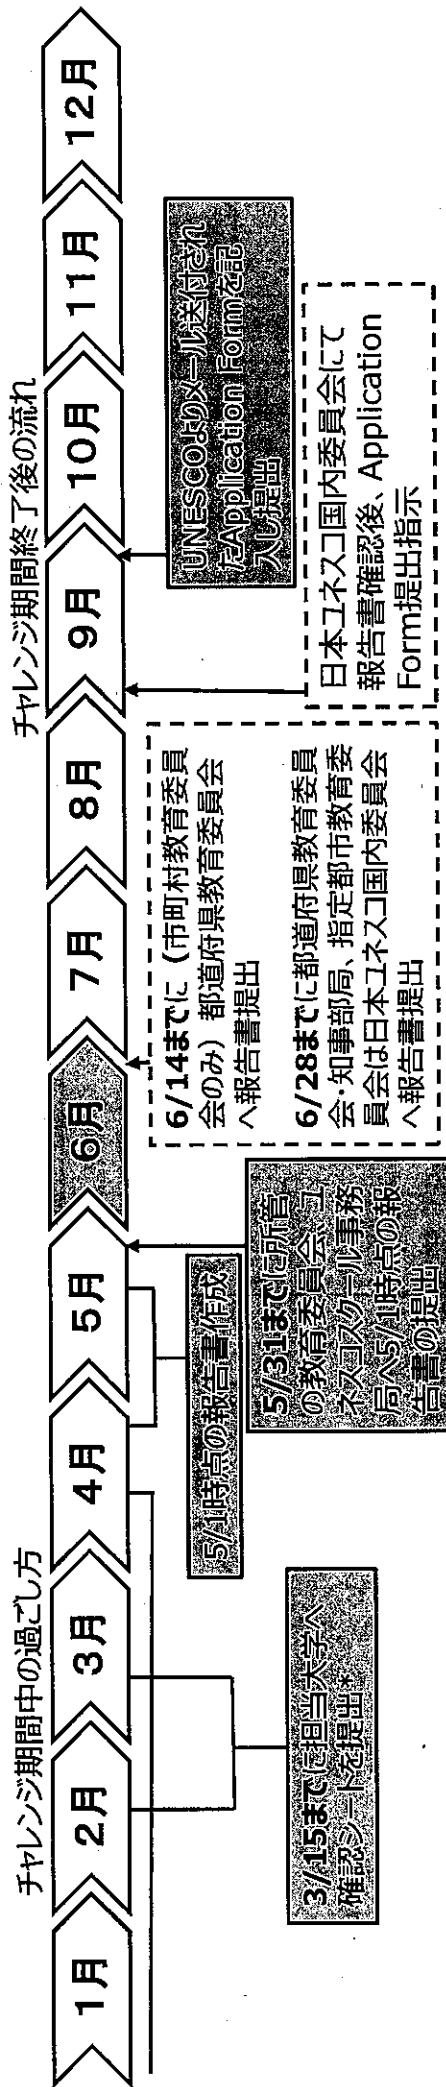 チャレンジ期間中の過ごし方
チャレンジ期間終了後の流れ
1月
2月
3月
4月
5月
6月
7月
8月
9月
10月
11月
12月
3/15までに担当大学へ
確認シートを提出*
5/1時点の報告書作成
5/31までに所管
の教育委員会、ユ
ネスコスクール事務
局へ5/1時点の報
告書の提出
6/14までに（市町村教育委員
会のみ）都道府県教育委員会
へ報告書提出
6/28までに都道府県教育委員
会・知事部局、指定都市教育委
員会は日本ユネスコ国内委員会
へ報告書提出
日本ユネスコ国内委員会にて
報告書確認後、Application
Form提出指示
UNESCOよりメール送付され
たApplication Formを記
入し提出